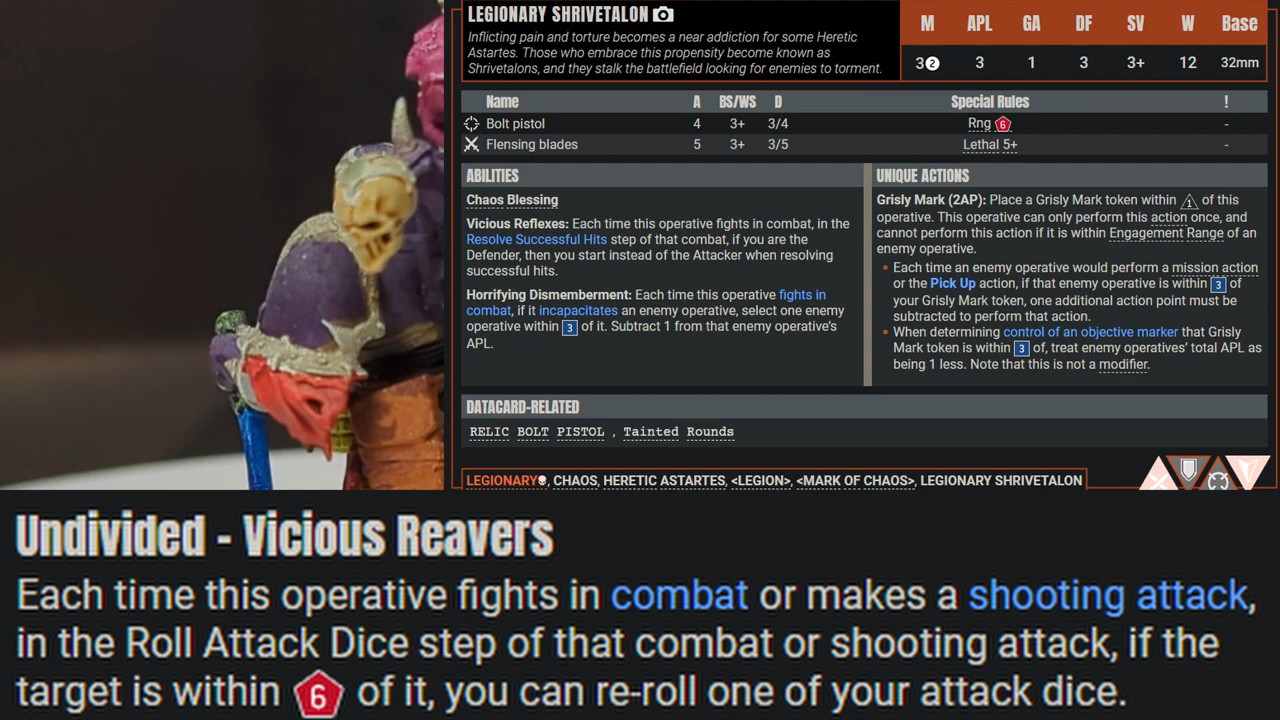 LEGIONARY SHRIVETALON
Inflicting pain and torture becomes a near addiction for some Heretic
Astartes. Those who embrace this propensity become known as
Shrivetalons, and they stalk the battlefield looking for enemies to torment.
M APL GA DF SV W Base
3② 3 1 3 3+ 12 32mm
Name A BS/WS D Special Rules !
Bolt pistol 4 3+ 3/4 Rng 6 -
Flensing blades 5 3+ 3/5 Lethal 5+ -
ABILITIES
Chaos Blessing
Vicious Reflexes: Each time this operative fights in combat, in the
Resolve Successful Hits step of that combat, if you are the
Defender, then you start instead of the Attacker when resolving
successful hits.
Horrifying Dismemberment: Each time this operative fights in
combat, if it incapacitates an enemy operative, select one enemy
operative within 3 of it. Subtract 1 from that enemy operative's
APL.
UNIQUE ACTIONS
Grisly Mark (2AP): Place a Grisly Mark token within 1 of this
operative. This operative can only perform this action once, and
cannot perform this action if it is within Engagement Range of an
enemy operative.
Each time an enemy operative would perform a mission action
or the Pick Up action, if that enemy operative is within 3 of
your Grisly Mark token, one additional action point must be
subtracted to perform that action.
When determining control of an objective marker that Grisly
Mark token is within 3 of, treat enemy operatives' total APL as
being 1 less. Note that this is not a modifier.
DATACARD-RELATED
RELIC BOLT PISTOL , Tainted Rounds
LEGIONARY, CHAOS, HERETIC ASTARTES, <LEGION>, <MARK OF CHAOS>, LEGIONARY SHRIVETALON
Undivided - Vicious Reavers
Each time this operative fights in combat or makes a shooting attack,
in the Roll Attack Dice step of that combat or shooting attack, if the
target is within 6 of it, you can re-roll one of your attack dice.